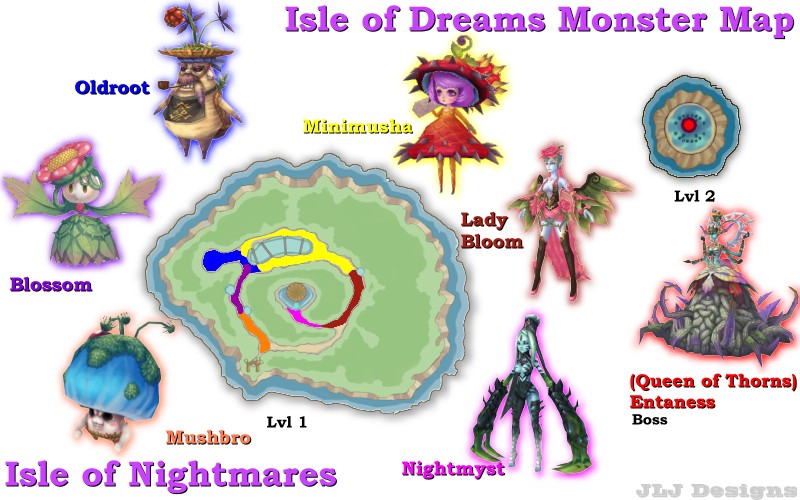 Isle of Dreams Monster Map
Oldroot
Minimusha
Lvl 2
Lady
Bloom
Blossom
(Queen of Thorns)
Entaness
Boss
Lvl 1
Mushbro
Nightmyst
Isle of Nightmares
JLJ Designs